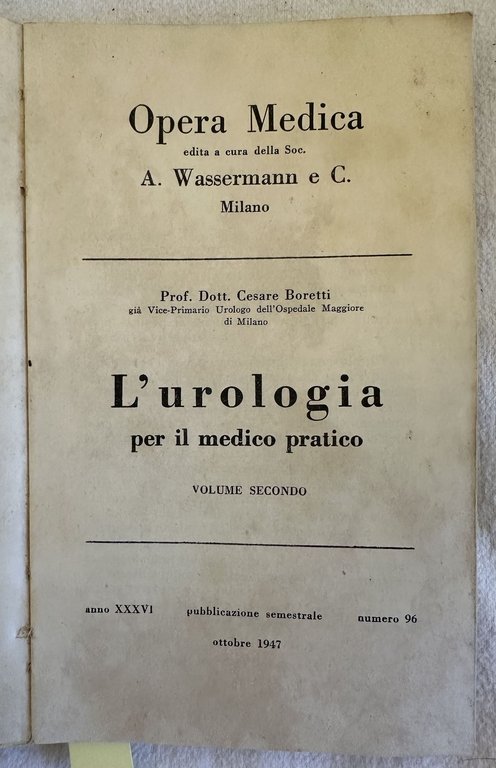 Opera Medica
edita a cura della Soc.
A. Wassermann e C.
Milano
Prof. Dott. Cesare Boretti
già Vice-Primario Urologo dell'Ospedale Maggiore
di Milano
L'urologia
per il medico pratico
VOLUME SECONDO
anno XXXVI pubblicazione semestrale numero 96
ottobre 1947